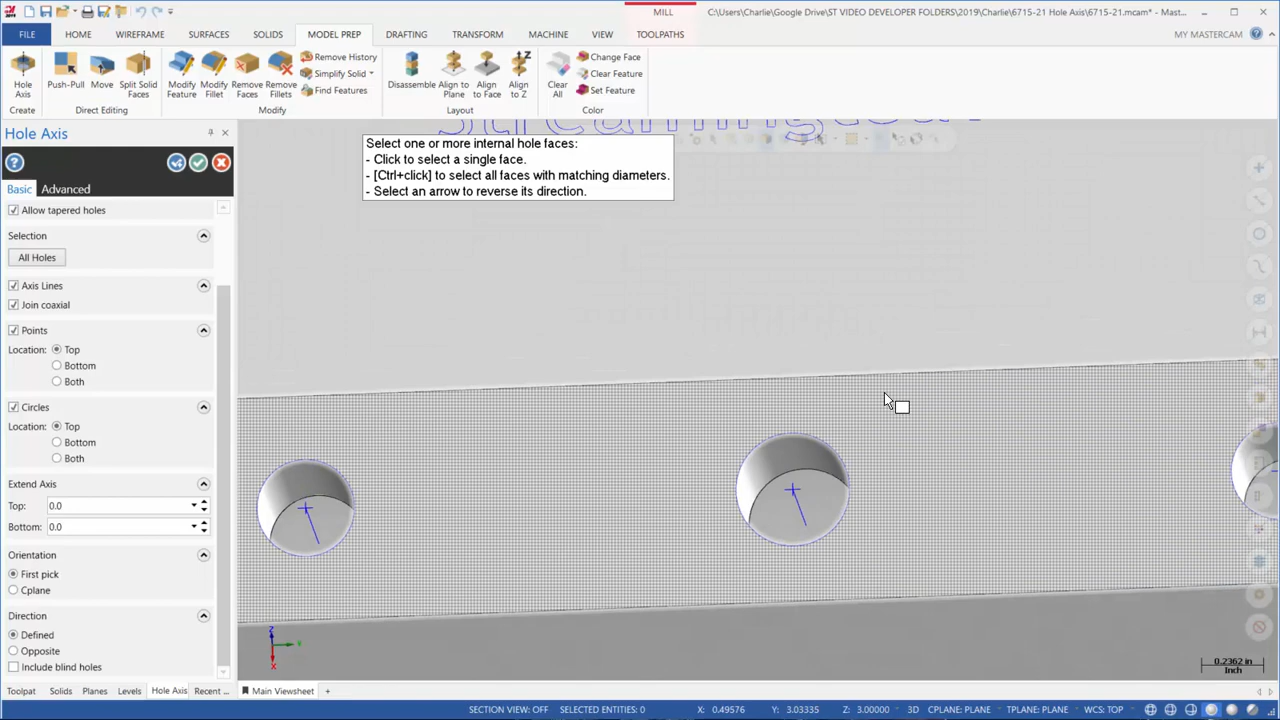 MILL
C:\Users\Charlie\Google Drive\ST VIDEO DEVELOPER FOLDERS\2019\Charlie\6715-21 Hole Axis\6715-21.mcam* - Mast...
FILE HOME WIREFRAME SURFACES SOLIDS MODEL PREP DRAFTING TRANSFORM MACHINE VIEW TOOLPATHS MY MASTERCAM
Hole Axis
Push-Pull
Move
Split Solid Faces
Modify Feature
Modify Fillet
Remove Faces
Remove Fillets
Remove History
Simplify Solid
Find Features
Disassemble
Align to Plane
Align to Face
Align to Z
Clear All
Change Face
Clear Feature
Set Feature
Create Direct Editing Modify Layout Color
Hole Axis
Basic Advanced
Allow tapered holes
Selection
All Holes
Axis Lines
Join coaxial
Points
Location: Top
Bottom
Both
Circles
Location: Top
Bottom
Both
Extend Axis
Top: 0.0
Bottom: 0.0
Orientation
First pick
Cplane
Direction
Defined
Opposite
Include blind holes
Select one or more internal hole faces:
- Click to select a single face.
- [Ctrl+click] to select all faces with matching diameters.
- Select an arrow to reverse its direction.
Z
X
0.2362 in
Inch
Toolpat Solids Planes Levels Hole Axis Recent ...
Main Viewsheet +
SECTION VIEW: OFF SELECTED ENTITIES: 0 X: 0.49576 Y: 3.03335 Z: 3.00000 3D CPLANE: PLANE TPLANE: PLANE WCS: TOP